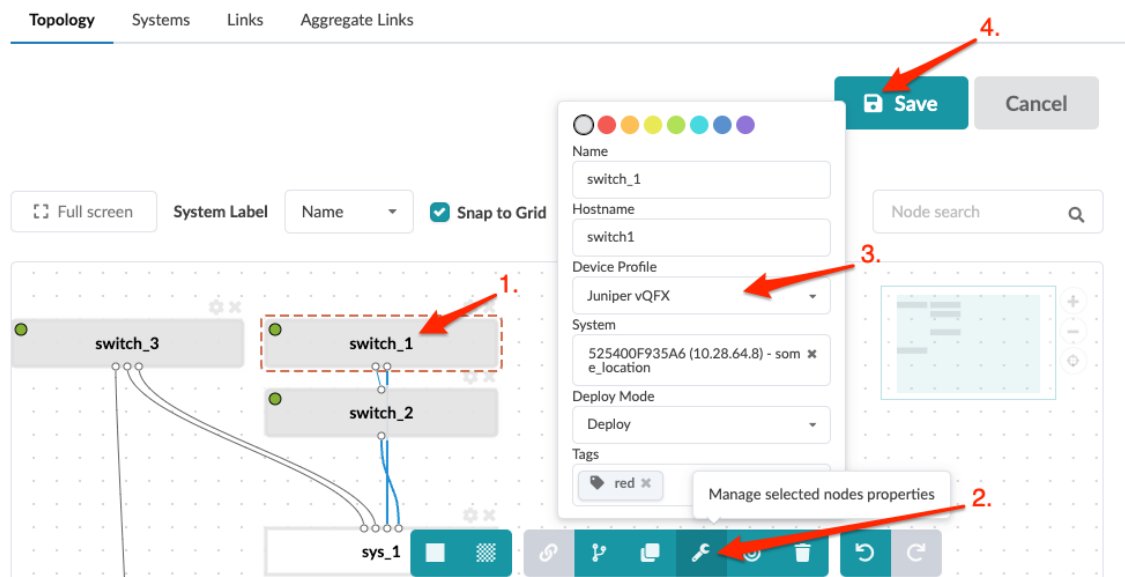 Topology Systems Links Aggregate Links
4.
Save Cancel
Name
switch_1
Hostname
switch1
Full screen System Label Name Snap to Grid
Node search
Device Profile
3.
Juniper vQFX
1.
System
switch_3
switch_1
525400F935A6 (10.28.64.8) - som
e_location
Deploy Mode
switch_2
Deploy
Tags
red
Manage selected nodes properties
2.
sys_1